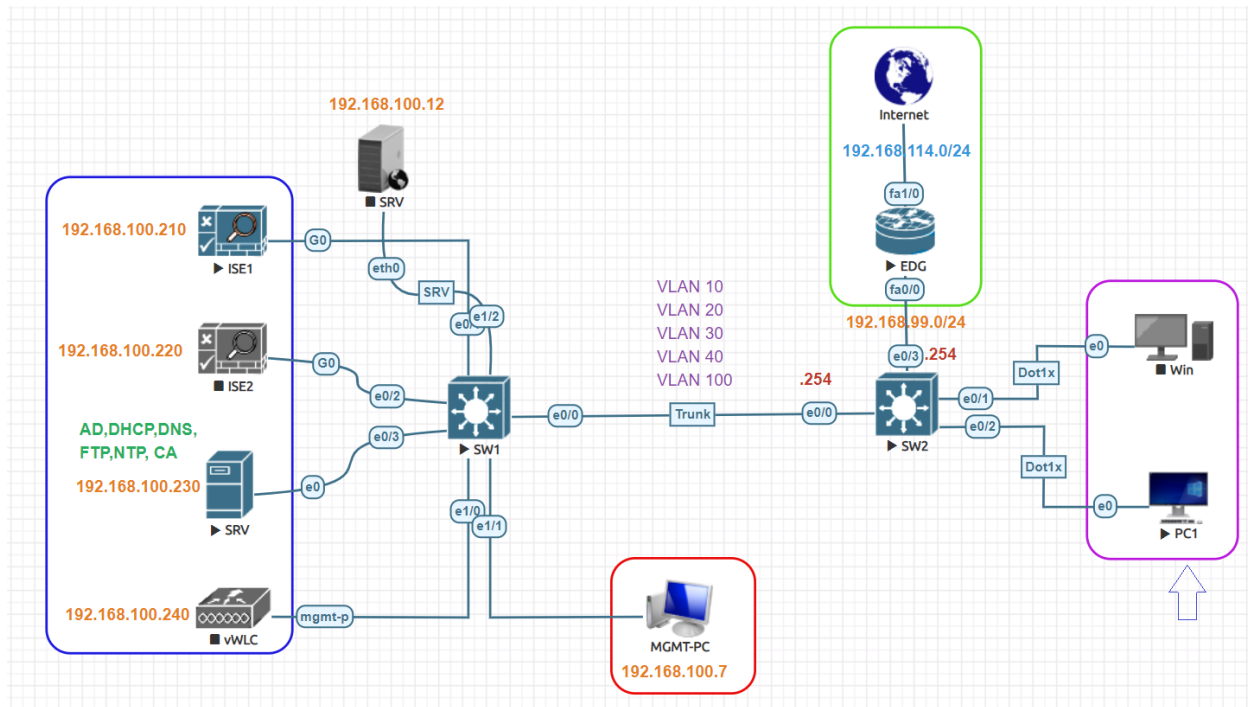 Internet
192.168.114.0/24
fa1/0
EDG
fa0/0
192.168.99.0/24
e0/3
.254
192.168.100.12
SRV
eth0
SRV
e1/2
192.168.100.210
G0
ISE1
192.168.100.220
G0
ISE2
e0/2
AD,DHCP,DNS,
FTP,NTP, CA
192.168.100.230
e0
SRV
e0/3
192.168.100.240
mgmt-p
vWLC
e1/0
e1/1
SW1
e0/0
VLAN 10
VLAN 20
VLAN 30
VLAN 40
VLAN 100
Trunk
.254
e0/0
SW2
e0/1
Dot1x
e0
Win
e0/2
Dot1x
e0
PC1
MGMT-PC
192.168.100.7